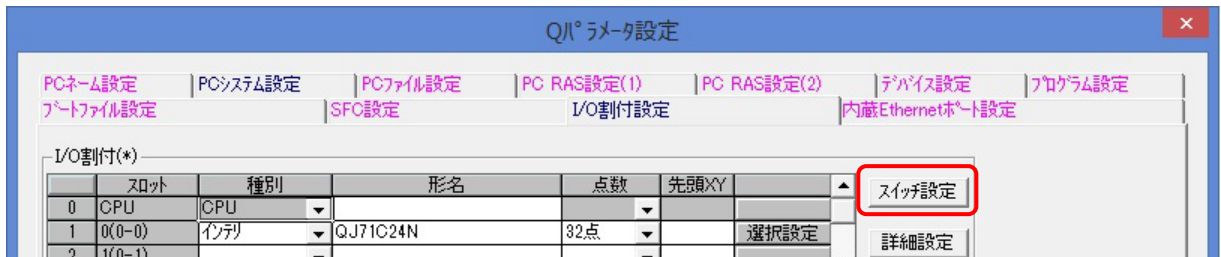 Qパラメータ設定
PCネーム設定 PCシステム設定 PCファイル設定 PC RAS設定(1) PC RAS設定(2) デバイス設定 プログラム設定
ブートファイル設定 SFC設定 I/O割付設定 内蔵Ethernetポート設定
I/O割付(*)
スロット 種別 形名 点数 先頭XY
スイッチ設定
0 CPU CPU
1 0(0-0) インテリ QJ71C24N 32点 選択設定
詳細設定
2 1(0-1)